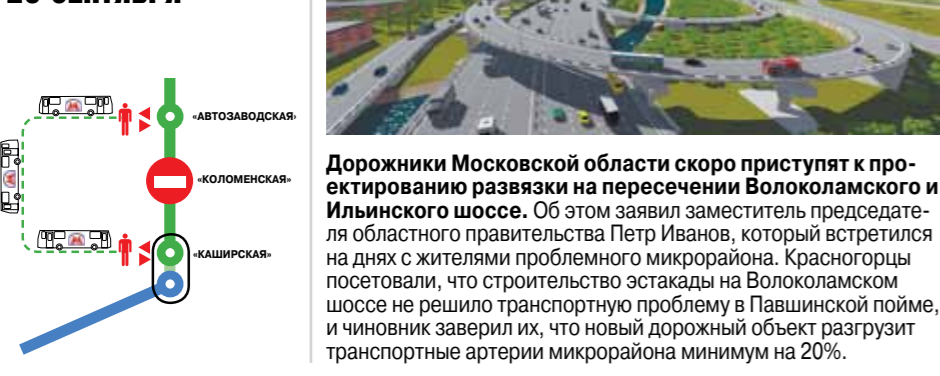 «АВТОЗАВОДСКАЯ»
«КОЛОМЕНСКАЯ»
«КАШИРСКАЯ»
Дорожники Московской области скоро приступят к про-
ектированию развязки на пересечении Волоколамского и
Ильинского шоссе. Об этом заявил заместитель председате-
ля областного правительства Петр Иванов, который встретился
на днях с жителями проблемного микрорайона. Красногорцы
посетовали, что строительство эстакады на Волоколамском
шоссе не решило транспортную проблему в Павшинской пойме,
и чиновник заверил их, что новый дорожный объект разгрузит
транспортные артерии микрорайона минимум на 20%.